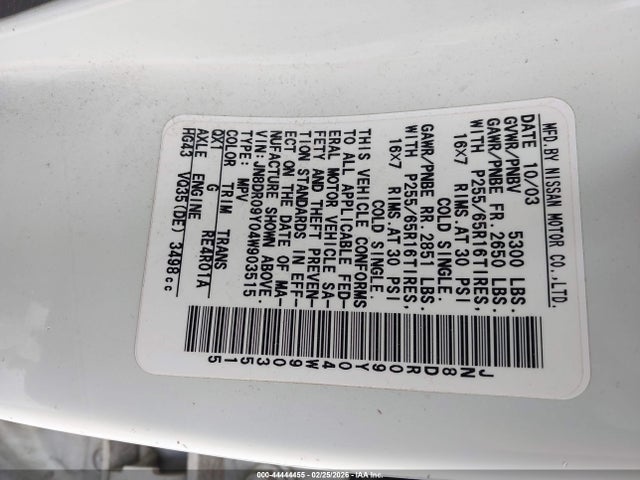 MFD.BY NISSAN MOTOR CO.,LTD.
DATE 10/03
GVWR/PNBV 5300 LBS.
GAWR/PNBE FR.2650 LBS.
WITH P255/65R16TIRES,
16X7 RIMS,AT 30 PSI
COLD SINGLE.
GAWR/PNBE RR.2851 LBS.
WITH P255/65R16TIRES,
16X7 RIMS.AT 30 PSI
COLD SINGLE.
THIS VEHICLE CONFORMS
TO ALL APPLICABLE FED-
ERAL MOTOR VEHICLE SA-
FETY AND THEFT PREVEN-
TION STANDARDS IN EFF-
ECT ON THE DATE OF MA-
NUFACTURE SHOWN ABOVE.
VIN:JN8DR09Y04W903515
TYPE:MPV
COLOR TRIM TRANS
QX1 G RE4R01A
AXLE ENGINE
HG43 VQ35(DE) 3498cc
JN8DR09Y04W903515
000-44444455 - 02/25/2026 - COPART